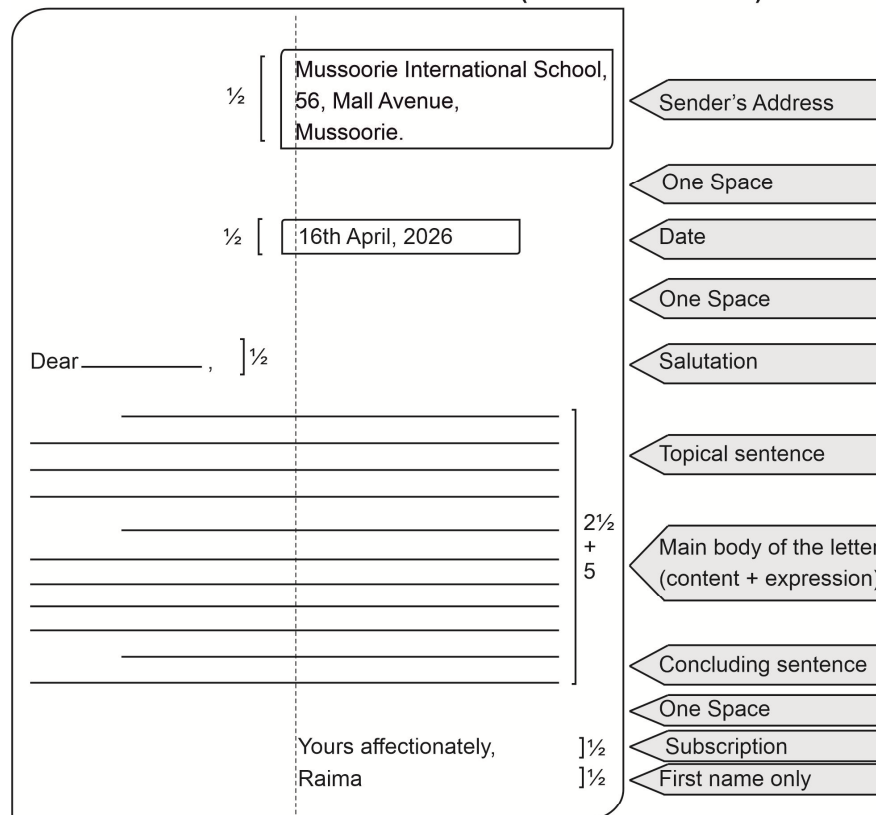 ½
Mussoorie International School,
56, Mall Avenue,
Mussoorie.
Sender's Address
One Space
½
16th April, 2026
Date
One Space
Dear ________ , ½
Salutation
Topical sentence
2½
+
5
Main body of the letter
(content + expression)
Concluding sentence
One Space
Yours affectionately, ½
Subscription
Raima ½
First name only